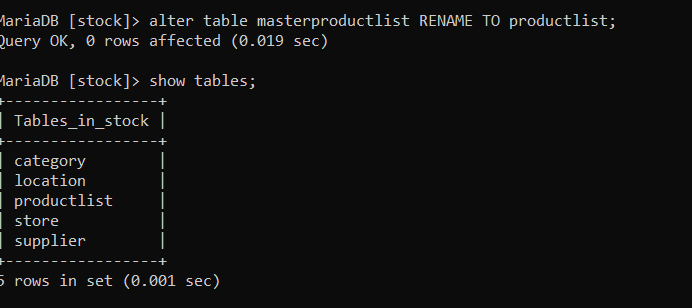 MariaDB [stock]> alter table masterproductlist RENAME TO productlist;
Query OK, 0 rows affected (0.019 sec)
MariaDB [stock]> show tables;
+-----------------+
| Tables_in_stock |
+-----------------+
| category        |
| location        |
| productlist     |
| store           |
| supplier        |
+-----------------+
5 rows in set (0.001 sec)